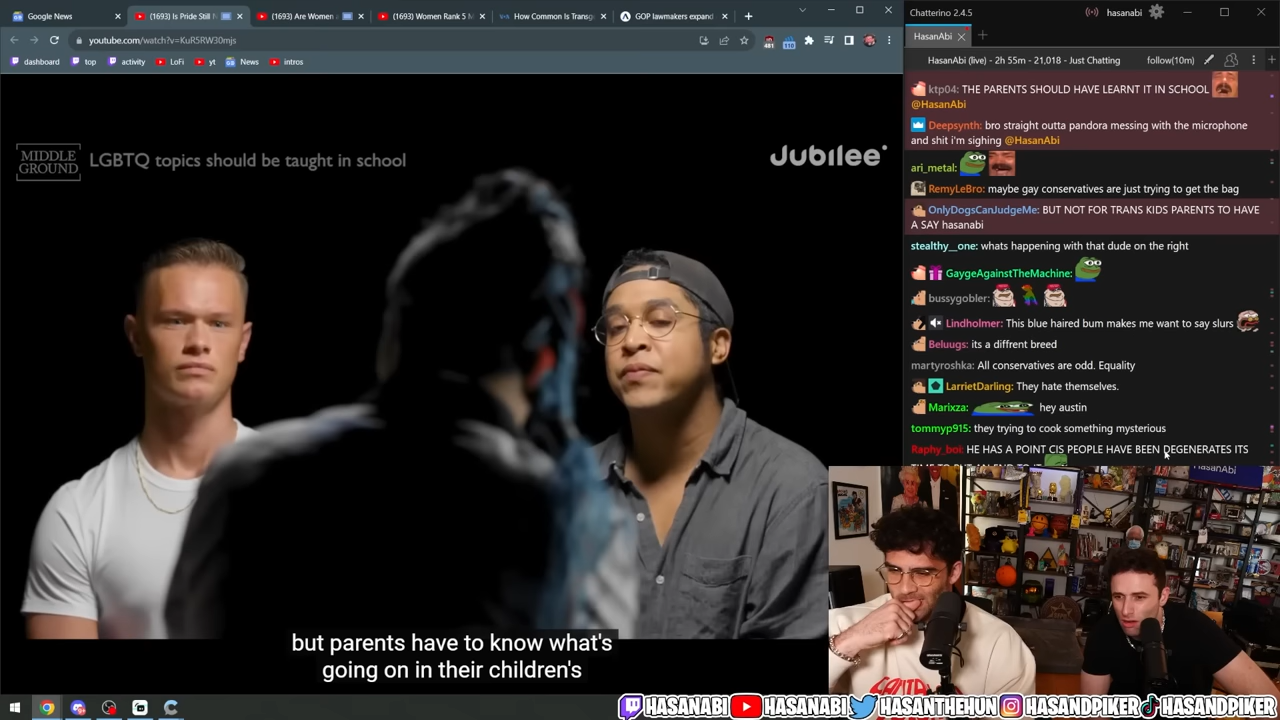 Google News
(1693) Is Pride Still
(1693) Are Women
(1693) Women Rank 5 M
How Common Is Transg
GOP lawmakers expand
youtube.com/watch?v=KuR5RW30mjs
481
110
dashboard
top
activity
LoFi
yt
News
intros
MIDDLE
GROUND
LGBTQ topics should be taught in school
Jubilee
but parents have to know what's
going on in their children's
Chatterino 2.4.5
hasanabi
HasanAbi
HasanAbi (live) - 2h 55m - 21,018 - Just Chatting
follow(10m)
ktp04: THE PARENTS SHOULD HAVE LEARNT IT IN SCHOOL
@HasanAbi
Deepsynth: bro straight outta pandora messing with the microphone
and shit i'm sighing @HasanAbi
ari_metal:
RemyLeBro: maybe gay conservatives are just trying to get the bag
OnlyDogsCanJudgeMe: BUT NOT FOR TRANS KIDS PARENTS TO HAVE
A SAY hasanabi
stealthy__one: whats happening with that dude on the right
GaygeAgainstTheMachine:
bussygobler:
Lindholmer: This blue haired bum makes me want to say slurs
Beluugs: its a diffrent breed
martyroshka: All conservatives are odd. Equality
LarrietDarling: They hate themselves.
Marixza: hey austin
tommyp915: they trying to cook something mysterious
Raphy_boi: HE HAS A POINT CIS PEOPLE HAVE BEEN DEGENERATES ITS
HasanAbi
HASANABI
HASANABI
HASANTHEHUN
HASANDPIKER
HASANDPIKER